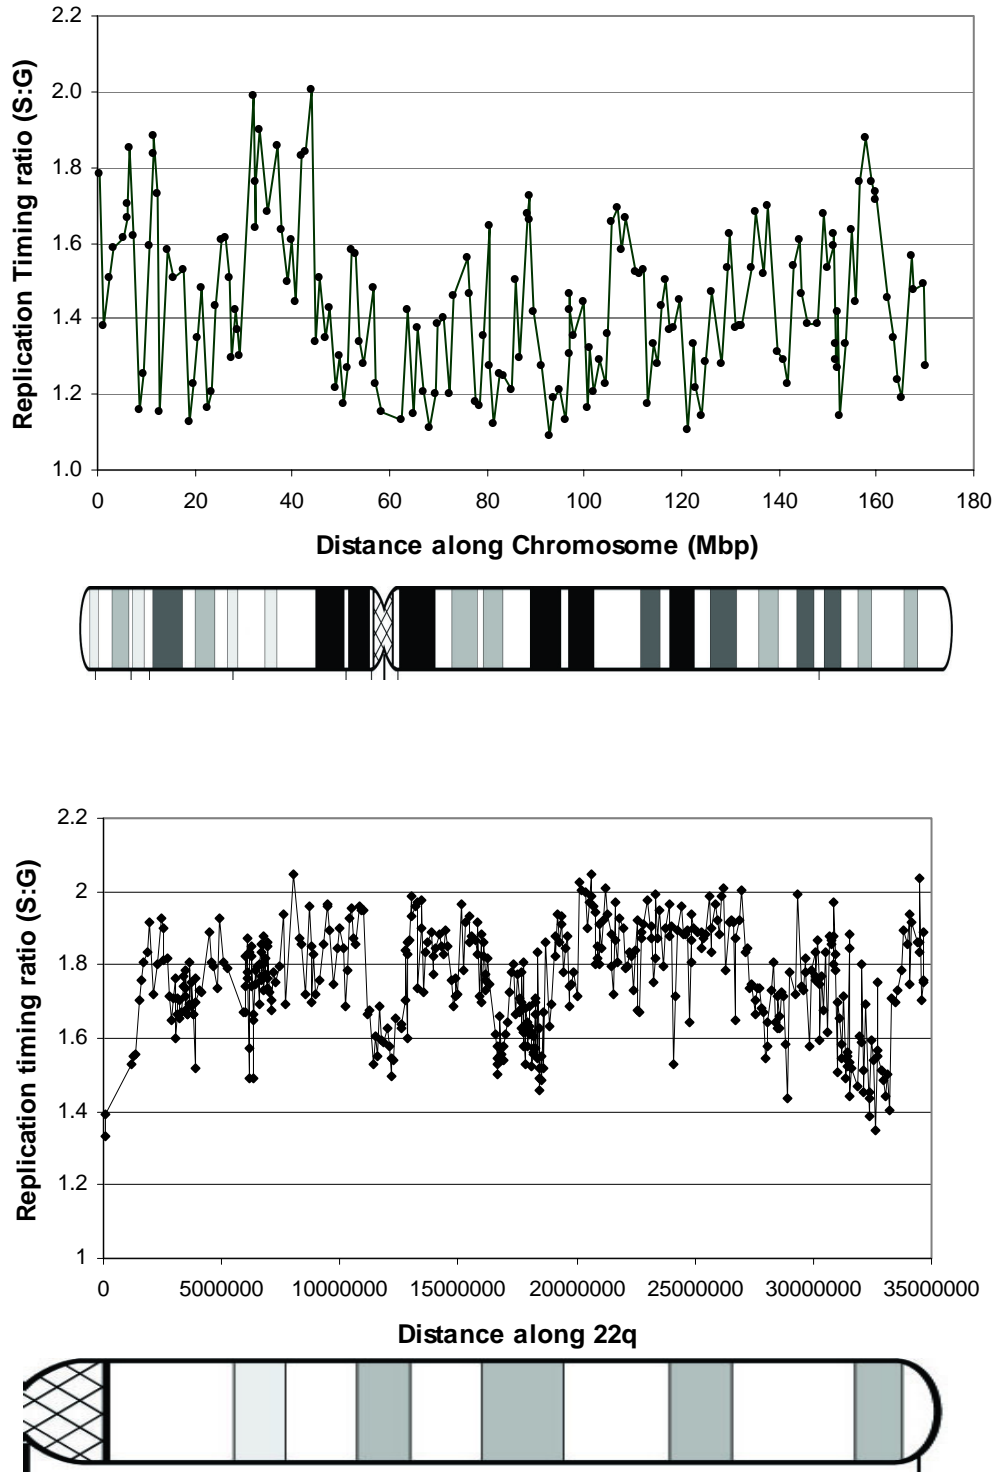 Replication Timing ratio (S:G)
2.2
2.0
1.8
1.6
1.4
1.2
1.0
0 20 40 60 80 100 120 140 160 180
Distance along Chromosome (Mbp)
Replication timing ratio (S:G)
2.2
2
1.8
1.6
1.4
1.2
1
0 5000000 10000000 15000000 20000000 25000000 30000000 35000000
Distance along 22q